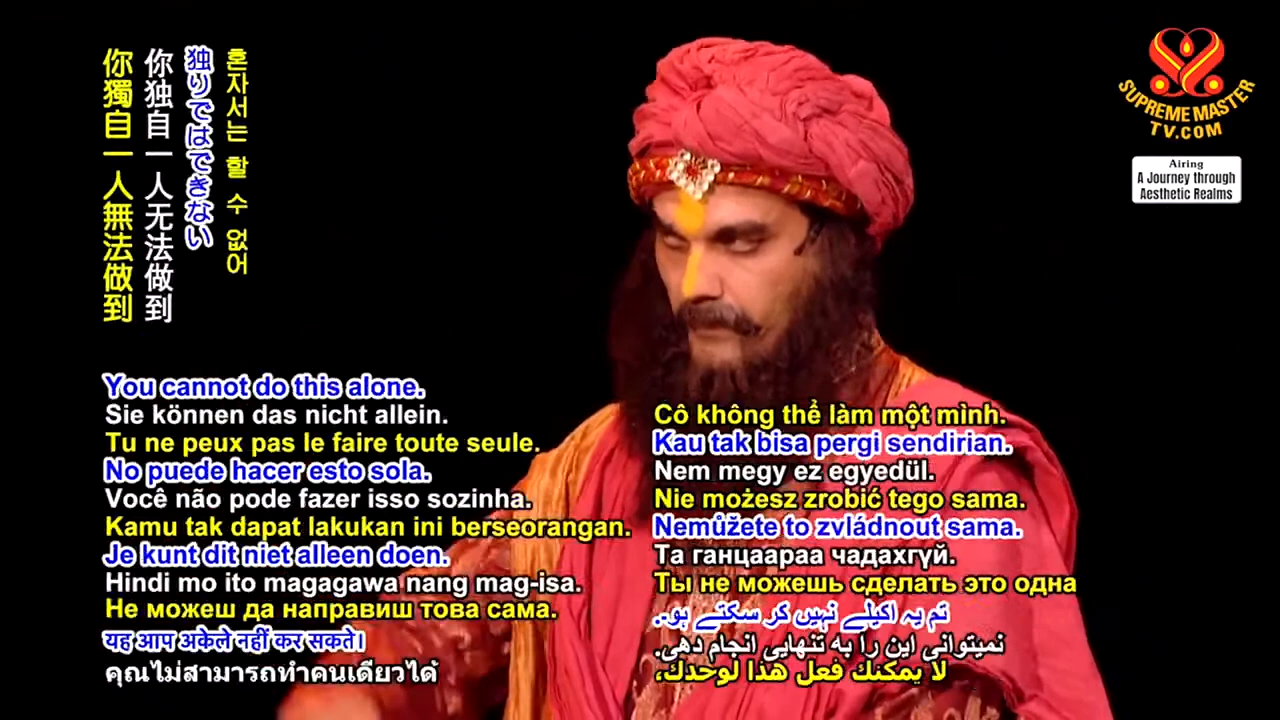 你獨自一人無法做到
你独自一人无法做到
独りではできない
혼자서는 할 수 없어
SUPREME MASTER
TV.COM
Airing
A Journey through
Aesthetic Realms
You cannot do this alone.
Sie können das nicht allein.
Tu ne peux pas le faire toute seule.
No puede hacer esto sola.
Você não pode fazer isso sozinha.
Kamu tak dapat lakukan ini berseorangan.
Je kunt dit niet alleen doen.
Hindi mo ito magagawa nang mag-isa.
Не можеш да направиш това сама.
यह आप अकेले नहीं कर सकते।
คุณไม่สามารถทำคนเดียวได้
Cô không thể làm một mình.
Kau tak bisa pergi sendirian.
Nem megy ez egyedül.
Nie możesz zrobić tego sama.
Nemůžete to zvládnout sama.
Та ганцаараа чадахгүй.
Ты не можешь сделать это одна
تم یہ اکیلے نہیں کر سکتے ہو۔
نمیتوانی این را به تنهایی انجام دهی.
لا يمكنك فعل هذا لوحدك،